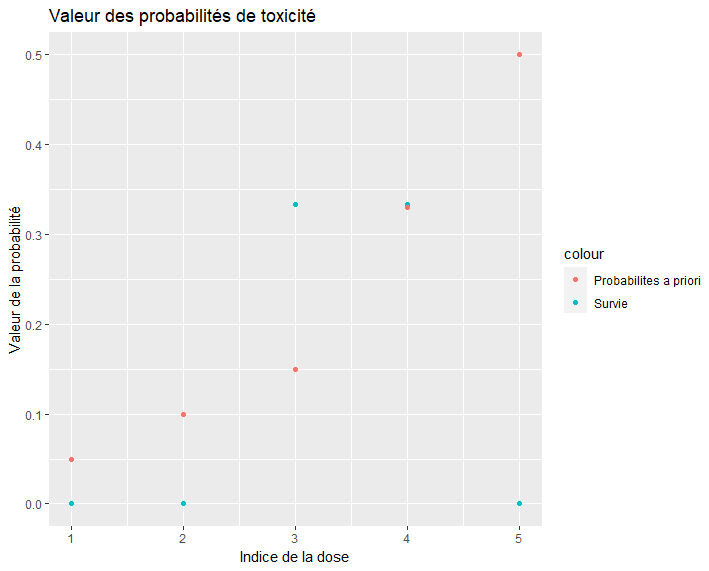 Valeur des probabilités de toxicité
0.5
0.4
0.3
0.2
0.1
0.0
Valeur de la probabilité
1 2 3 4 5
Indice de la dose
colour
Probabilites a priori
Survie